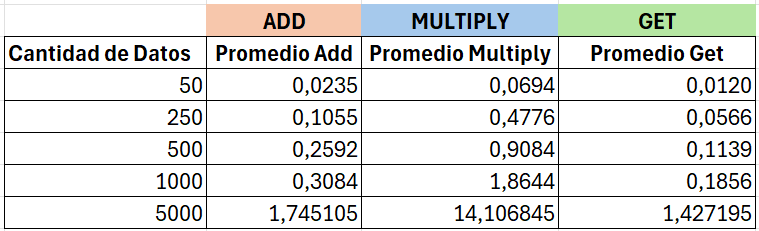 ADD MULTIPLY GET
Cantidad de Datos Promedio Add Promedio Multiply Promedio Get
50 0,0235 0,0694 0,0120
250 0,1055 0,4776 0,0566
500 0,2592 0,9084 0,1139
1000 0,3084 1,8644 0,1856
5000 1,745105 14,106845 1,427195